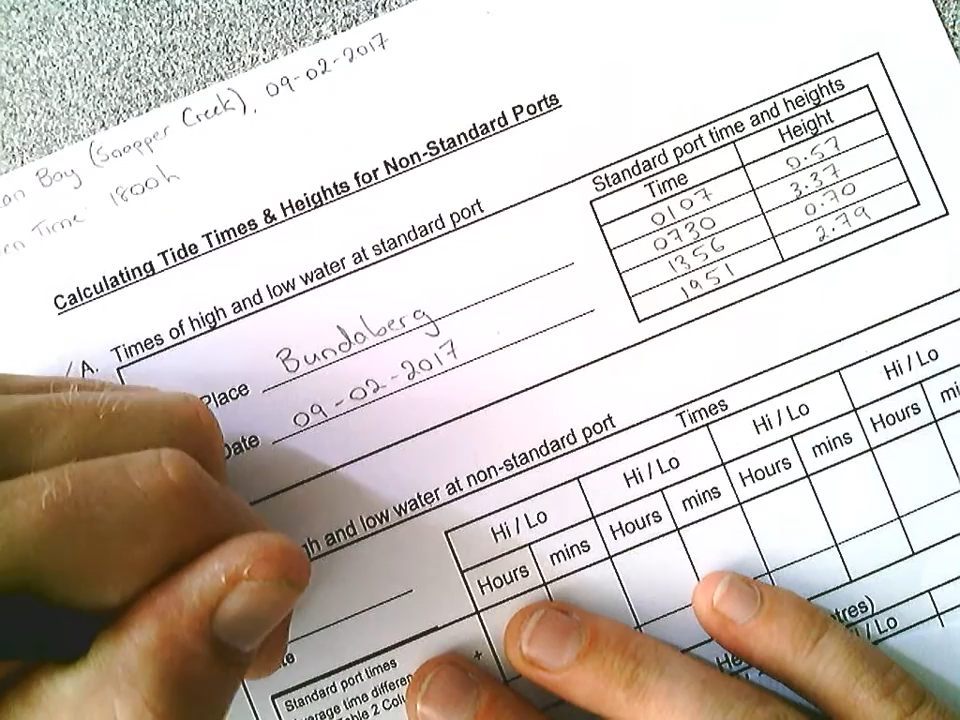 Bay (Snapper Creek), 09-02-2017
Time 1800h
Calculating Tide Times & Heights for Non-Standard Ports
A. Times of high and low water at standard port
Place Bundaberg
Date 09-02-2017
Standard port time and heights
Time Height
0107 0.57
0730 3.37
1356 0.70
1951 2.79
and low water at non-standard port
Times
Hi / Lo Hi / Lo Hi / Lo Hi / Lo
Hours mins Hours mins Hours mins Hours
Standard port times +
time
Table 2
/ Lo